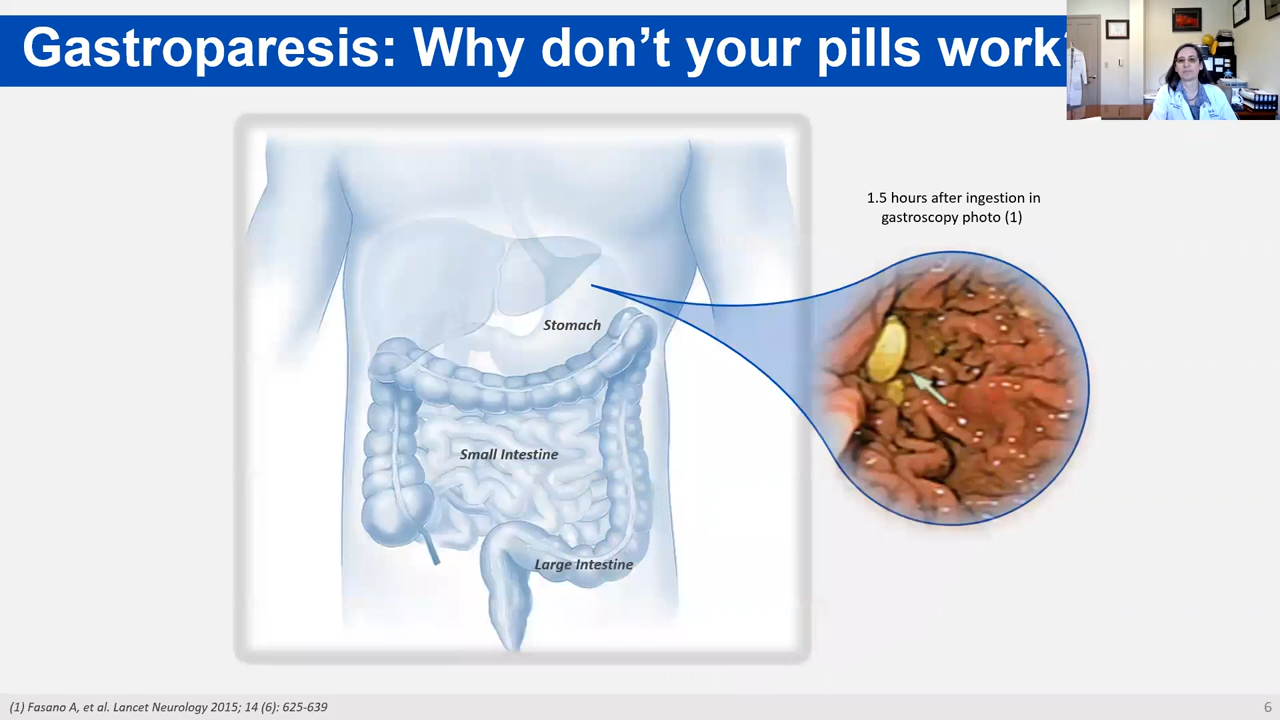 Gastroparesis: Why don't your pills work?
1.5 hours after ingestion in
gastroscopy photo (1)
Stomach
Small Intestine
Large Intestine
(1) Fasano A, et al. Lancet Neurology 2015; 14 (6): 625-639
6